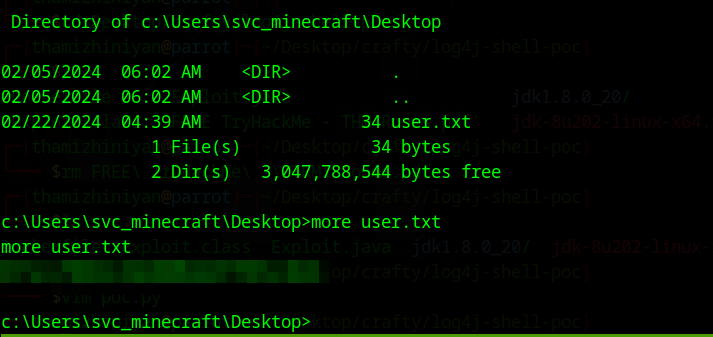 Directory of c:\Users\svc_minecraft\Desktop
02/05/2024  06:02 AM    <DIR>          .
02/05/2024  06:02 AM    <DIR>          ..
02/22/2024  04:39 AM                34 user.txt
               1 File(s)             34 bytes
               2 Dir(s)   3,047,788,544 bytes free
c:\Users\svc_minecraft\Desktop>more user.txt
more user.txt
c:\Users\svc_minecraft\Desktop>